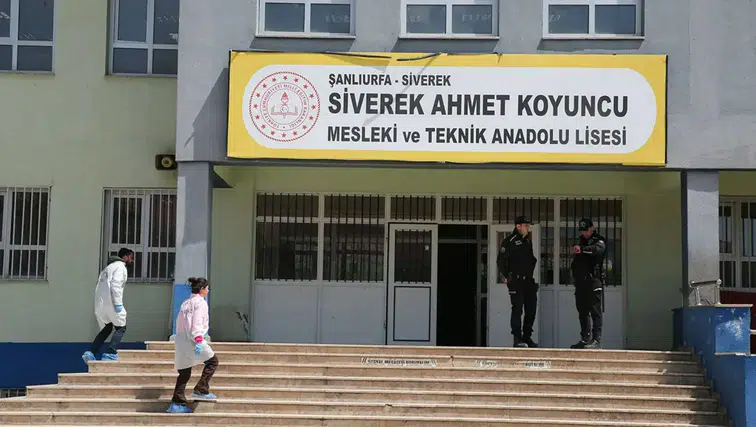 ŞANLIURFA - SİVEREK
SİVEREK AHMET KOYUNCU
MESLEKİ ve TEKNİK ANADOLU LİSESİ